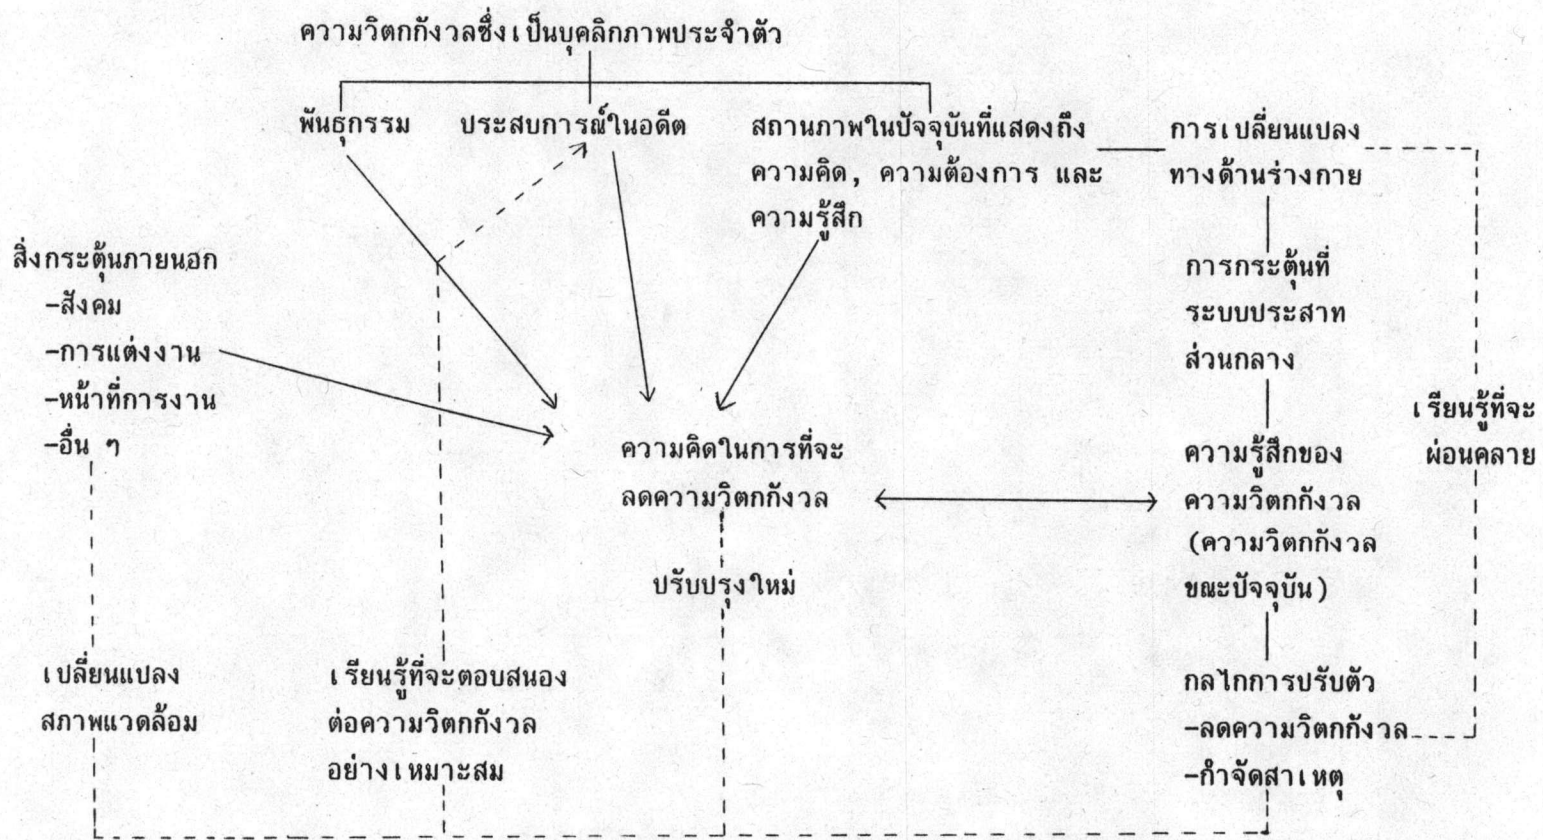 ความวิตกกังวลซึ่งเป็นบุคลิกภาพประจำตัว
พันธุกรรม
ประสบการณ์ในอดีต
สถานภาพในปัจจุบันที่แสดงถึง
ความคิด, ความต้องการ และ
ความรู้สึก
การเปลี่ยนแปลง
ทางด้านร่างกาย
สิ่งกระตุ้นภายนอก
-สังคม
-การแต่งงาน
-หน้าที่การงาน
-อื่น ๆ
การกระตุ้นที่
ระบบประสาท
ส่วนกลาง
เรียนรู้ที่จะ
ผ่อนคลาย
ความคิดในการที่จะ
ลดความวิตกกังวล
ความรู้สึกของ
ความวิตกกังวล
(ความวิตกกังวล
ขณะปัจจุบัน)
ปรับปรุงใหม่
เปลี่ยนแปลง
สภาพแวดล้อม
เรียนรู้ที่จะตอบสนอง
ต่อความวิตกกังวล
อย่างเหมาะสม
กลไกการปรับตัว
-ลดความวิตกกังวล
-กำจัดสาเหตุ